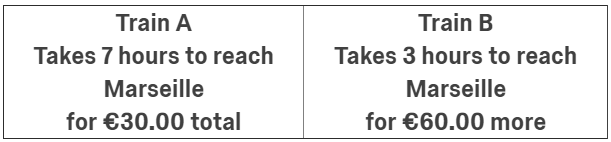 Train A
Takes 7 hours to reach
Marseille
for €30.00 total
Train B
Takes 3 hours to reach
Marseille
for €60.00 more